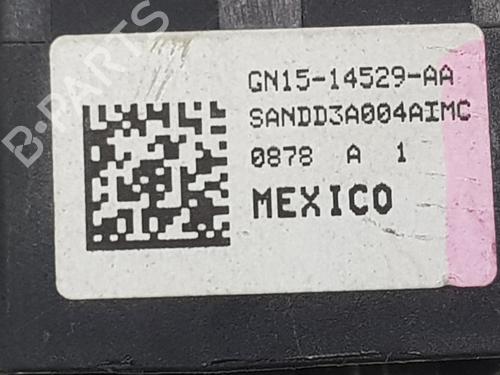 B-PARTS
GN15-14529-AA
SANDD3A004AIMC
0878 A 1
MEXICO